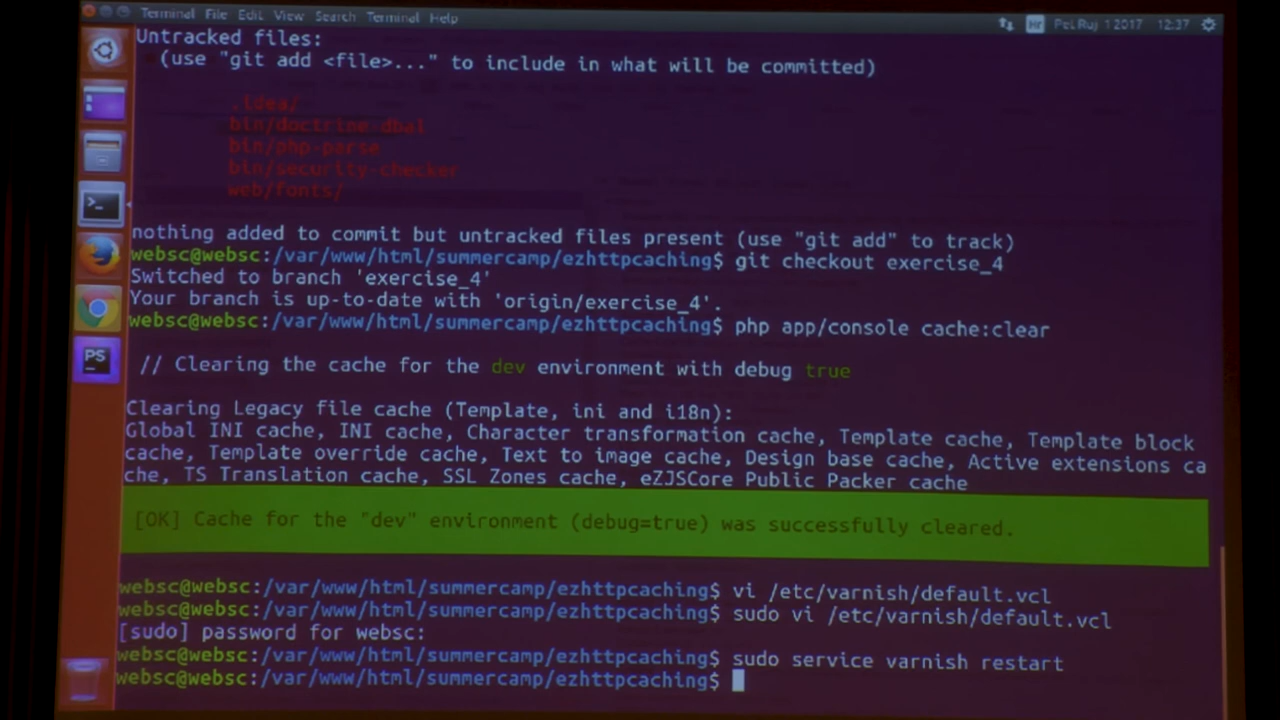 Terminal File Edit View Search Terminal Help
Hr Pet Ruj 1 2017 12:37
Untracked files:
(use "git add <file>..." to include in what will be committed)
.idea/
bin/doctrine-dbal
bin/php-parse
bin/security-checker
web/fonts/
nothing added to commit but untracked files present (use "git add" to track)
websc@websc:/var/www/html/summercamp/ezhttpcaching$ git checkout exercise_4
Switched to branch 'exercise_4'
Your branch is up-to-date with 'origin/exercise_4'.
websc@websc:/var/www/html/summercamp/ezhttpcaching$ php app/console cache:clear
// Clearing the cache for the dev environment with debug true
Clearing Legacy file cache (Template, ini and i18n):
Global INI cache, INI cache, Character transformation cache, Template cache, Template block
cache, Template override cache, Text to image cache, Design base cache, Active extensions ca
che, TS Translation cache, SSL Zones cache, eZJSCore Public Packer cache
[OK] Cache for the "dev" environment (debug=true) was successfully cleared.
websc@websc:/var/www/html/summercamp/ezhttpcaching$ vi /etc/varnish/default.vcl
websc@websc:/var/www/html/summercamp/ezhttpcaching$ sudo vi /etc/varnish/default.vcl
[sudo] password for websc:
websc@websc:/var/www/html/summercamp/ezhttpcaching$ sudo service varnish restart
websc@websc:/var/www/html/summercamp/ezhttpcaching$
PS